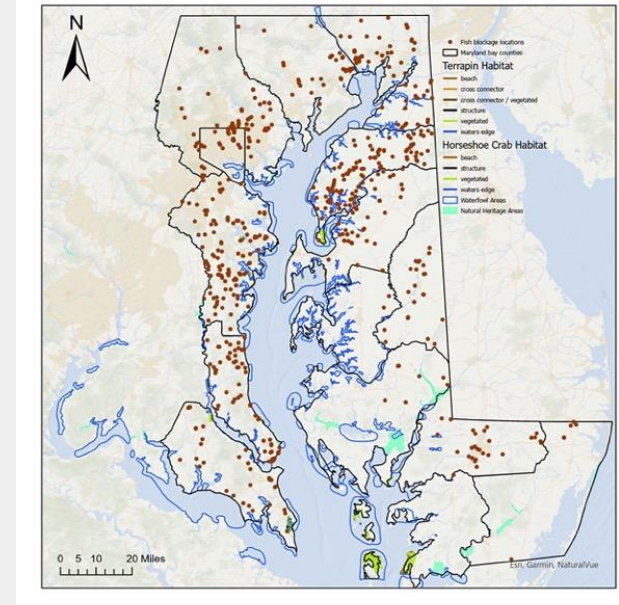 N
Fish blockage locations
Maryland bay counties
Terrapin Habitat
beach
cross connector
cross connector / vegetated
structure
vegetated
waters edge
Horseshoe Crab Habitat
beach
structure
vegetated
waters edge
Waterfowl Areas
Natural Heritage Areas
0 5 10 20 Miles
Esri, Garmin, NaturalVue